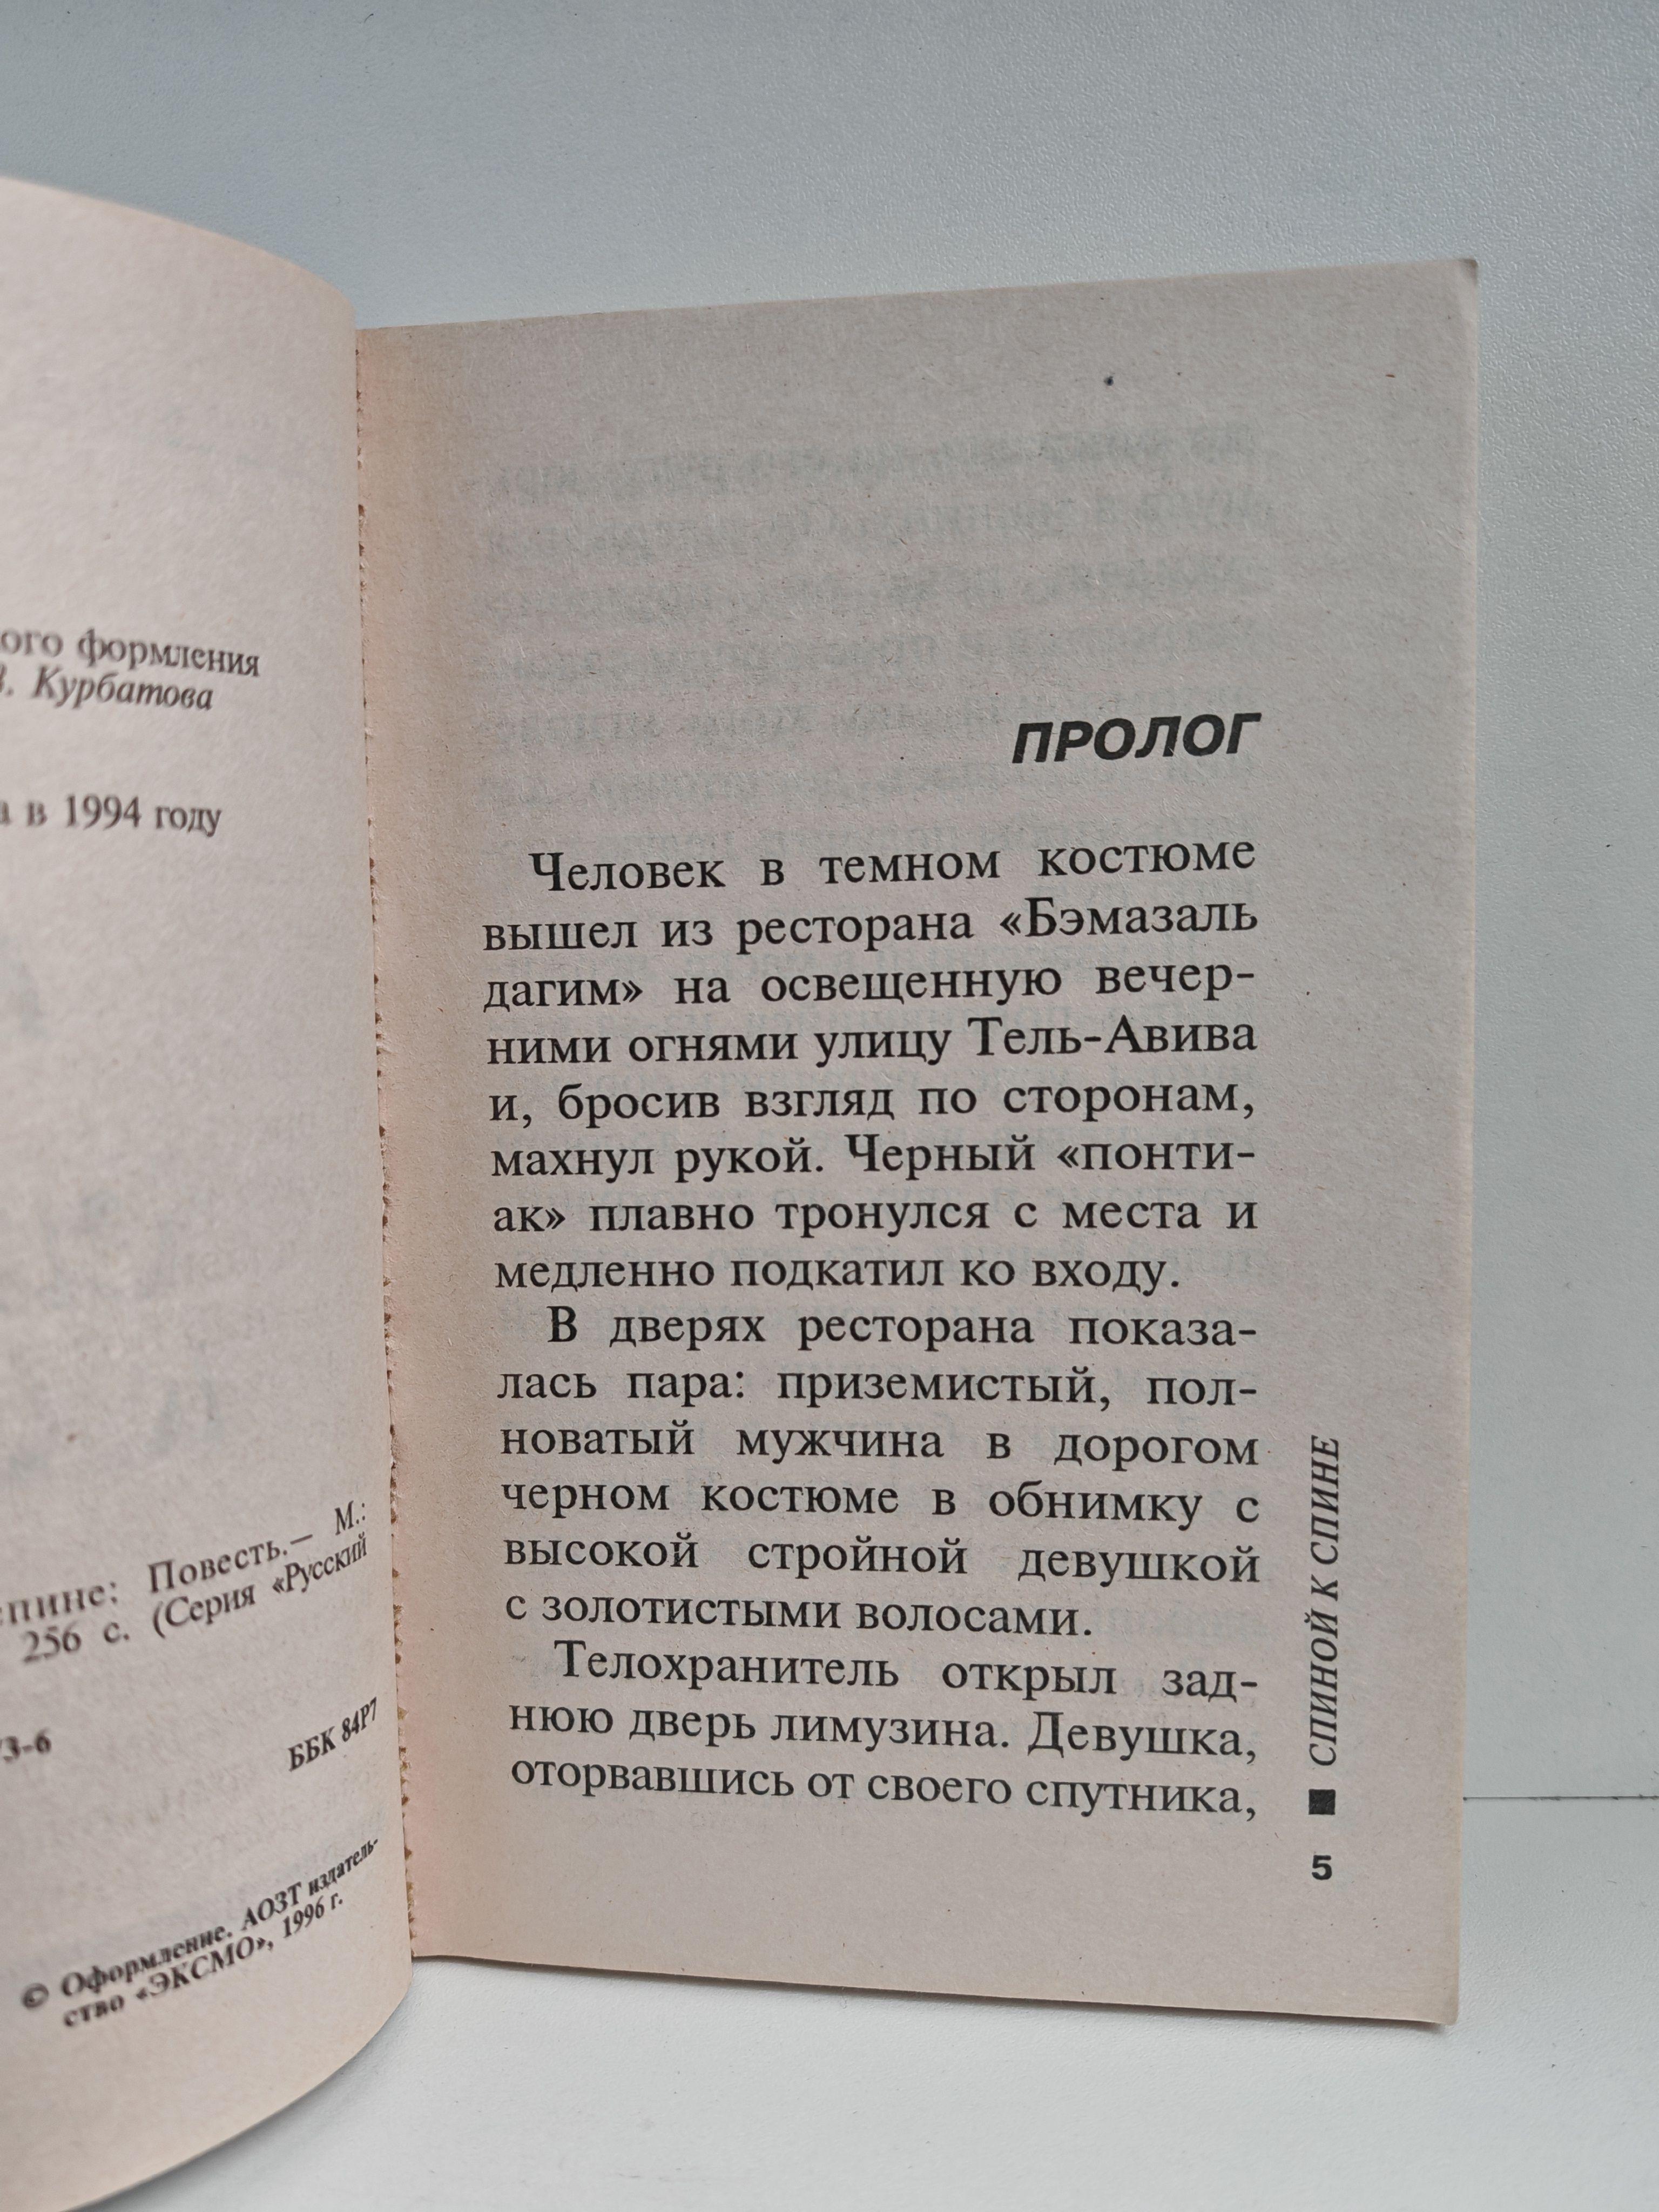 ого формления
В. Курбатова
а в 1994 году
спине: Повесть.— М.:
256 с. (Серия «Русский
73-6
ББК 84Р7
© Оформление. АОЗТ издатель-
ство «ЭКСМО», 1996 г.
ПРОЛОГ
Человек в темном костюме
вышел из ресторана «Бэмазаль
дагим» на освещенную вечер-
ними огнями улицу Тель-Авива
и, бросив взгляд по сторонам,
махнул рукой. Черный «понти-
ак» плавно тронулся с места и
медленно подкатил ко входу.
В дверях ресторана показа-
лась пара: приземистый, пол-
новатый мужчина в дорогом
черном костюме в обнимку с
высокой стройной девушкой
с золотистыми волосами.
Телохранитель открыл зад-
нюю дверь лимузина. Девушка,
оторвавшись от своего спутника,
СПИНОЙ К СПИНЕ
5